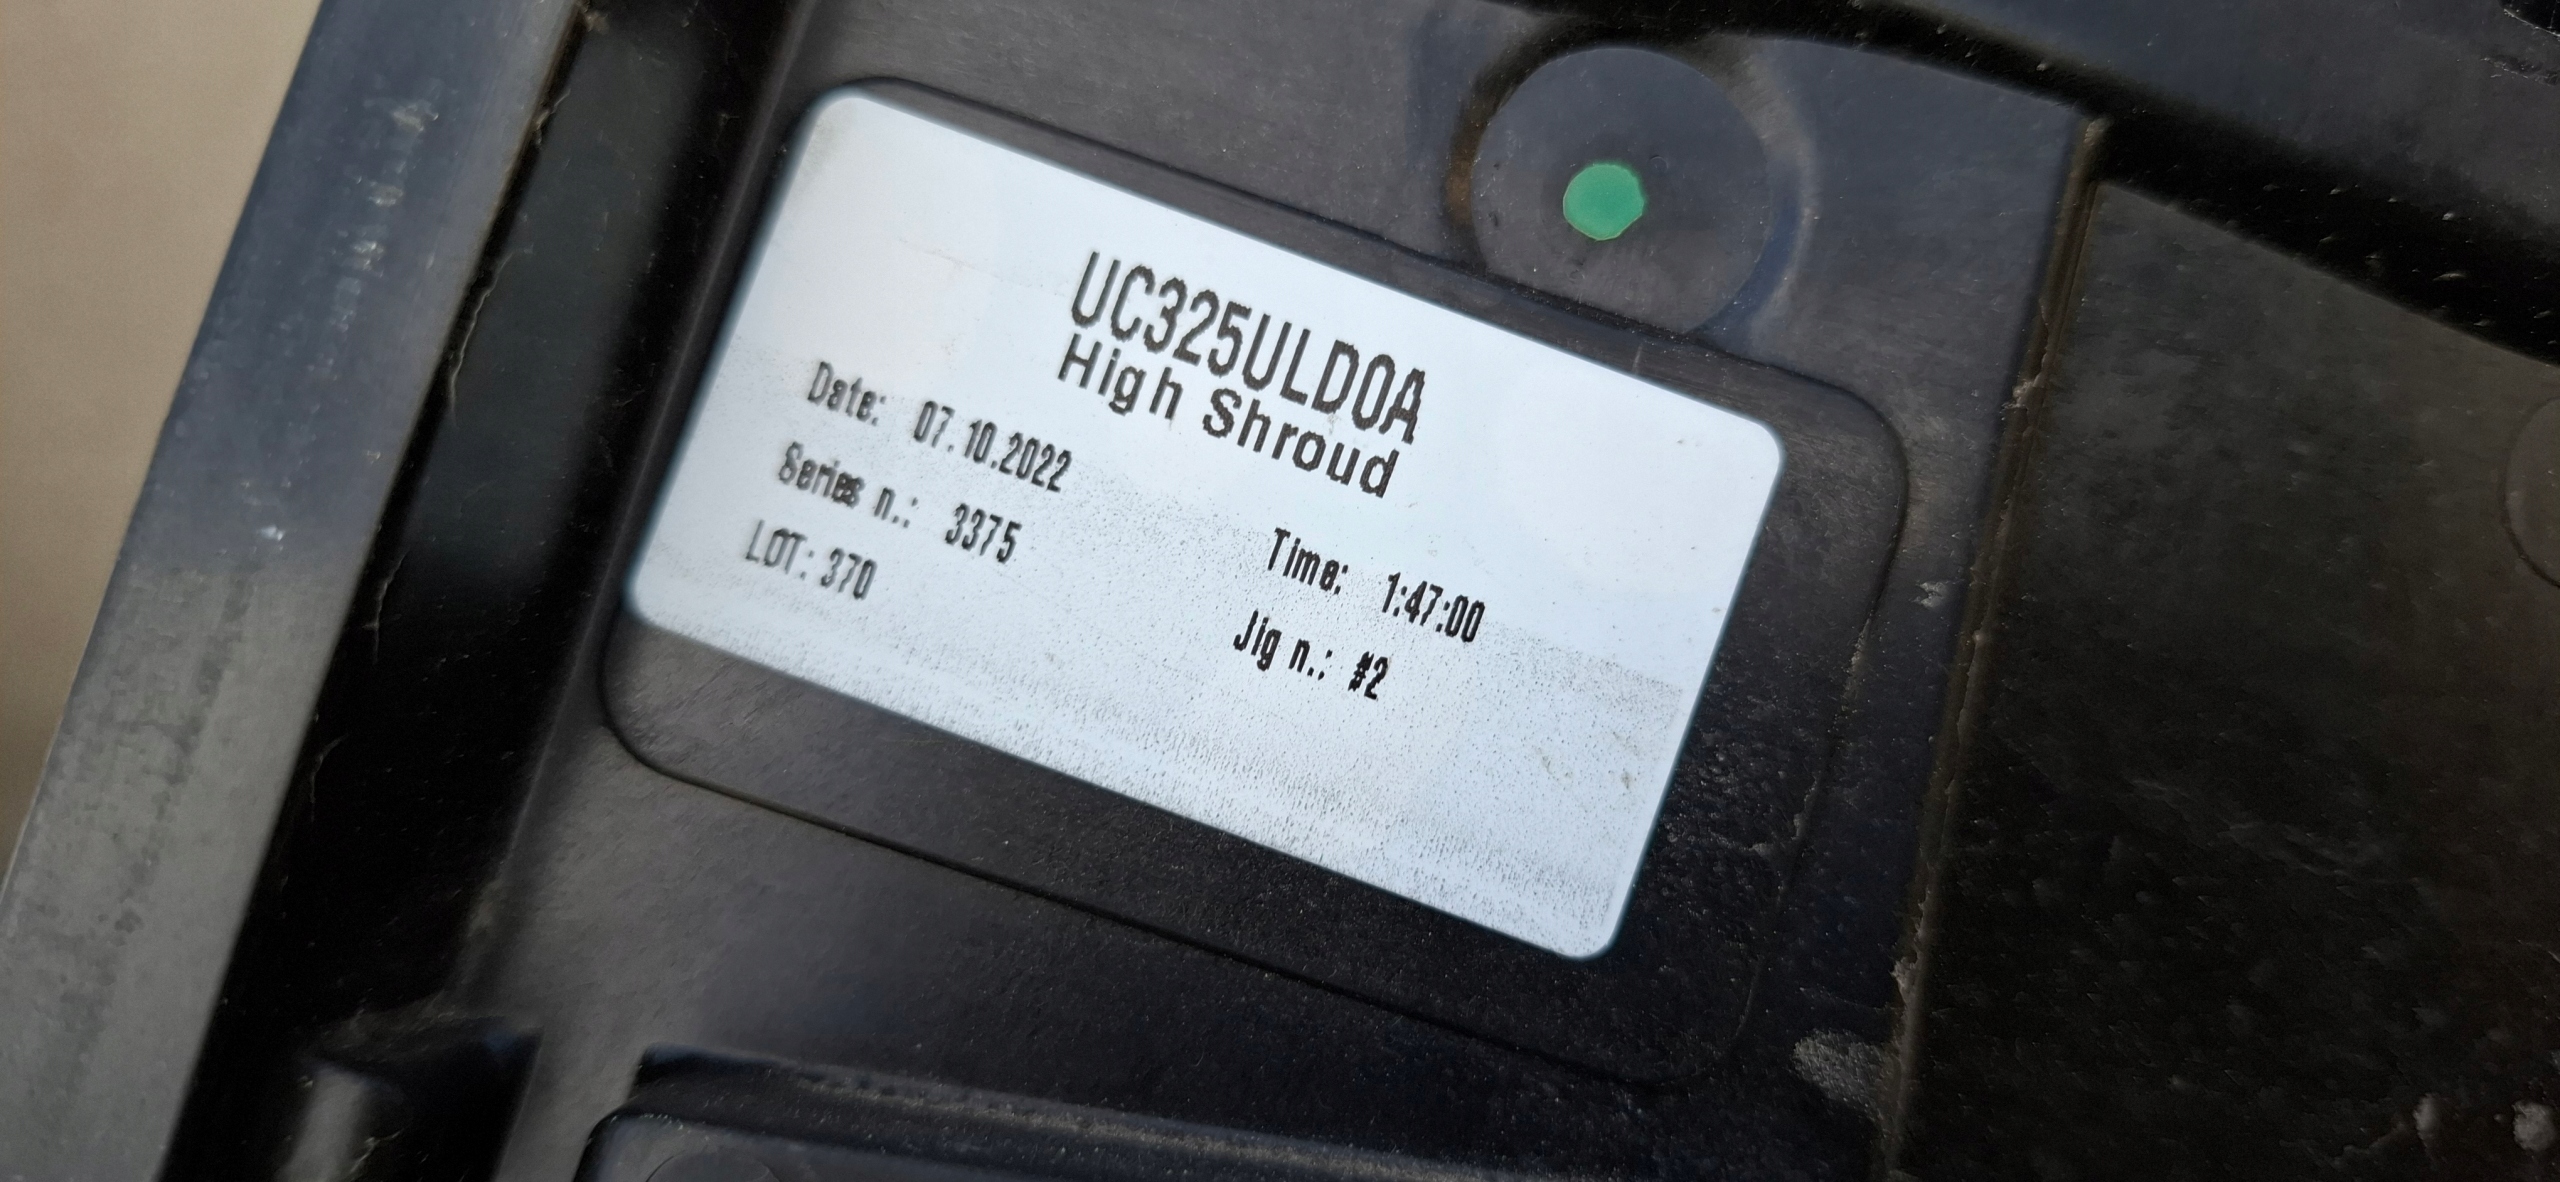 UC325ULD0A
High Shroud
Date: 07.10.2022
Time: 1:47:00
Series n.: 3375
Jig n.: #2
LOT: 370